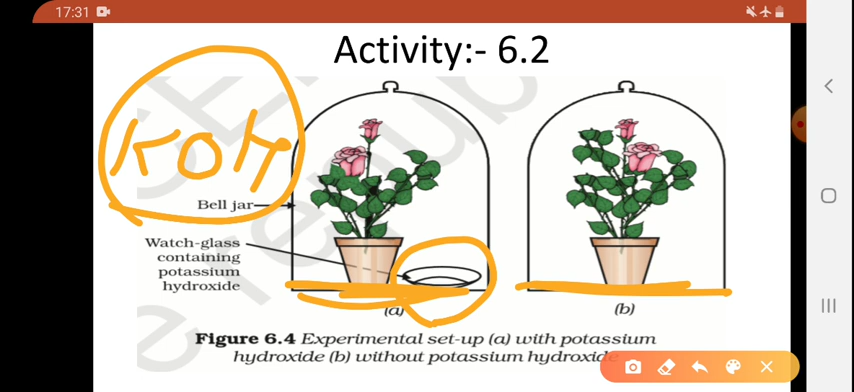 17:31
Activity:- 6.2
KOH
Bell jar
Watch-glass
containing
potassium
hydroxide
(a)
(b)
Figure 6.4 Experimental set-up (a) with potassium
hydroxide (b) without potassium hydroxide